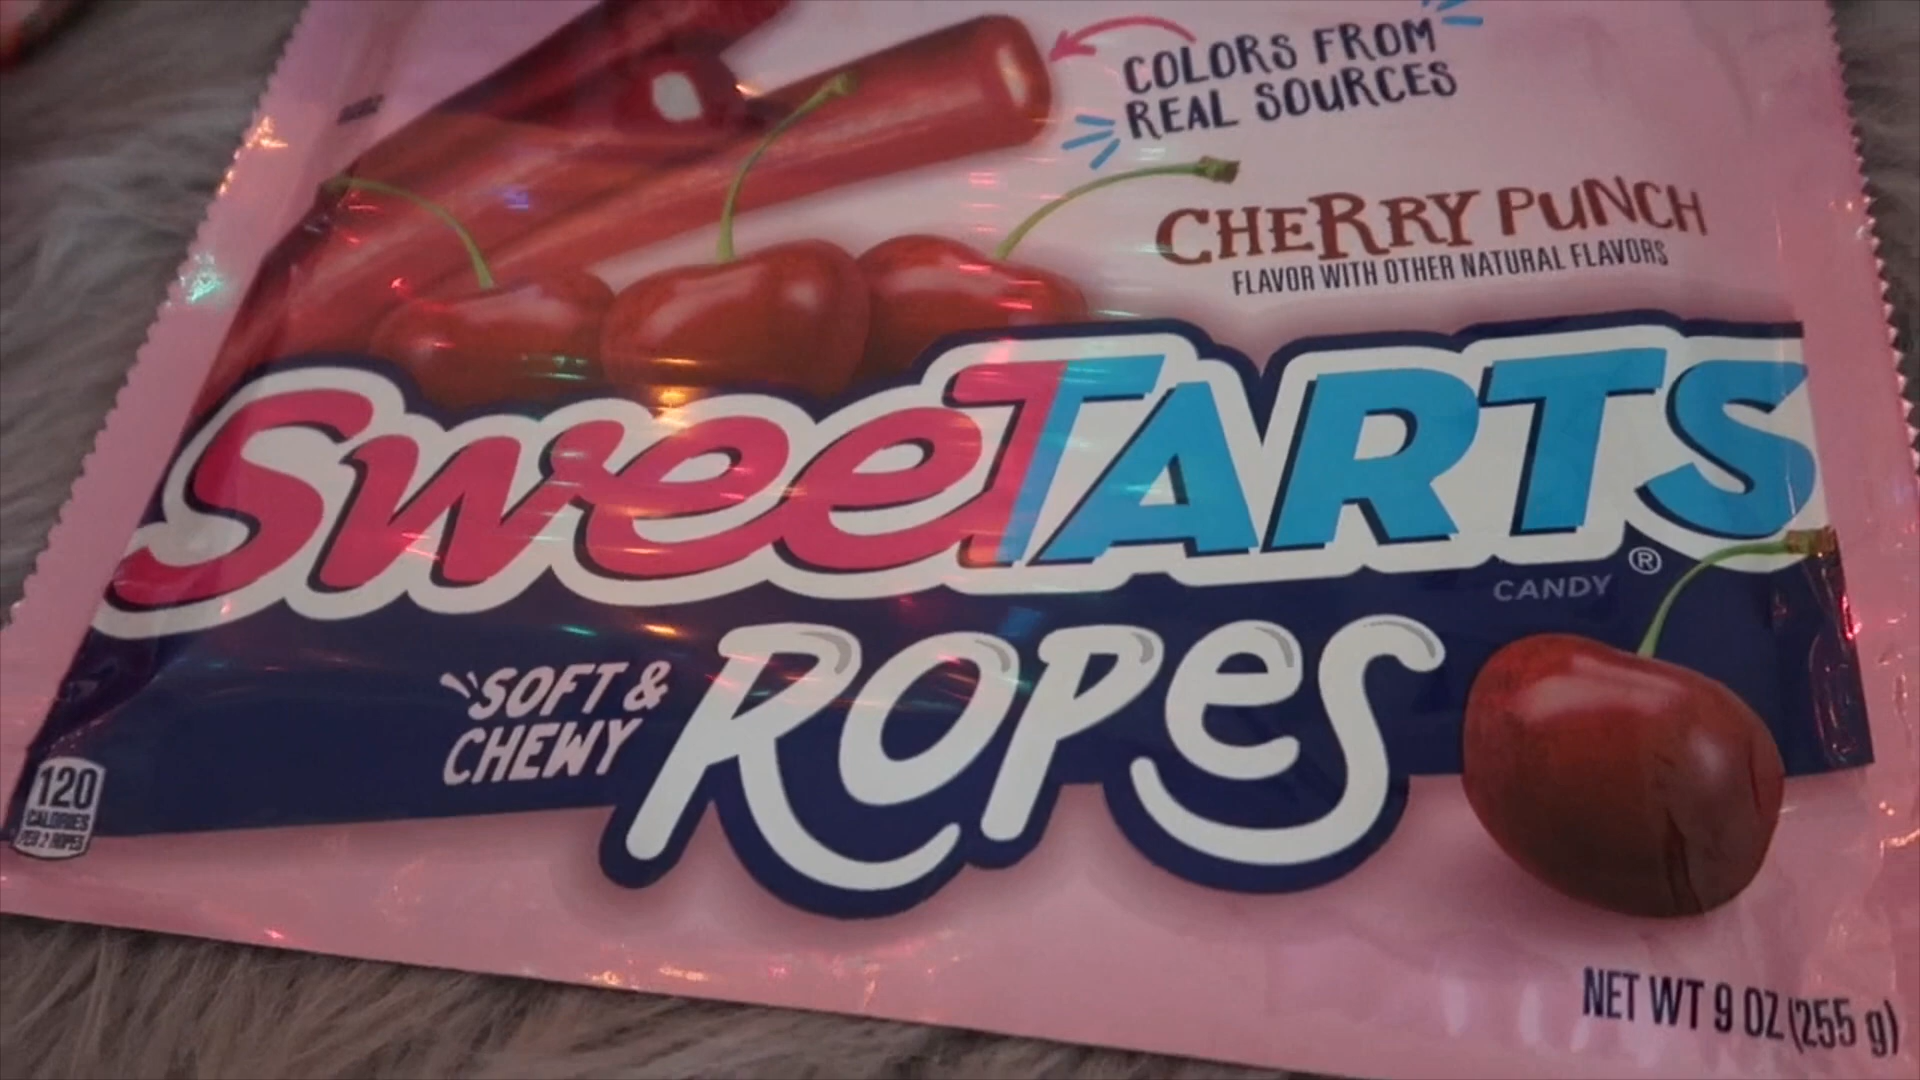 COLORS FROM
REAL SOURCES
CHERRY PUNCH
FLAVOR WITH OTHER NATURAL FLAVORS
SWEETARTS®
CANDY
SOFT &
CHEWY
ROPES
120
CALORIES
PER 2 ROPES
NET WT 9 OZ (255 g)